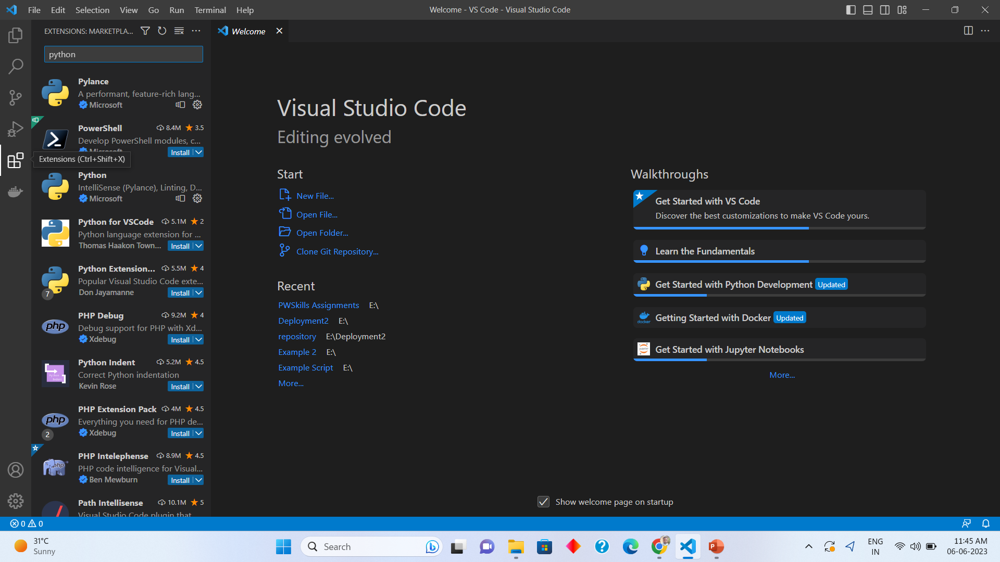 File Edit Selection View Go Run Terminal Help
Welcome - VS Code - Visual Studio Code
EXTENSIONS: MARKETPLA...
Welcome
python
Pylance
A performant, feature-rich lang...
Microsoft
PowerShell 8.4M 3.5
Develop PowerShell modules, c...
Install
Extensions (Ctrl+Shift+X)
Python
IntelliSense (Pylance), Linting, D...
Microsoft
Python for VSCode 5.1M 2
Python language extension for ...
Thomas Haakon Town... Install
Python Extension... 5.5M 4
Popular Visual Studio Code exte...
7
Don Jayamanne Install
php
PHP Debug 9.2M 4
Debug support for PHP with Xd...
Xdebug Install
Python Indent 5.2M 4.5
Correct Python indentation
Kevin Rose Install
php
PHP Extension Pack 4M 4.5
Everything you need for PHP de...
2
Xdebug Install
php
PHP Intelephense 8.9M 4.5
PHP code intelligence for Visual...
Ben Mewburn Install
Path Intellisense 10.1M 5
Visual Studio Code plugin that
Visual Studio Code
Editing evolved
Start
New File...
Open File...
Open Folder...
Clone Git Repository...
Recent
PWSkills Assignments E:\
Deployment2 E:\
repository E:\Deployment2
Example 2 E:\
Example Script E:\
More...
Walkthroughs
Get Started with VS Code
Discover the best customizations to make VS Code yours.
Learn the Fundamentals
Get Started with Python Development Updated
docker
Getting Started with Docker Updated
Get Started with Jupyter Notebooks
More...
Show welcome page on startup
0 0
31°C
Sunny
Search
ENG
IN
11:45 AM
06-06-2023